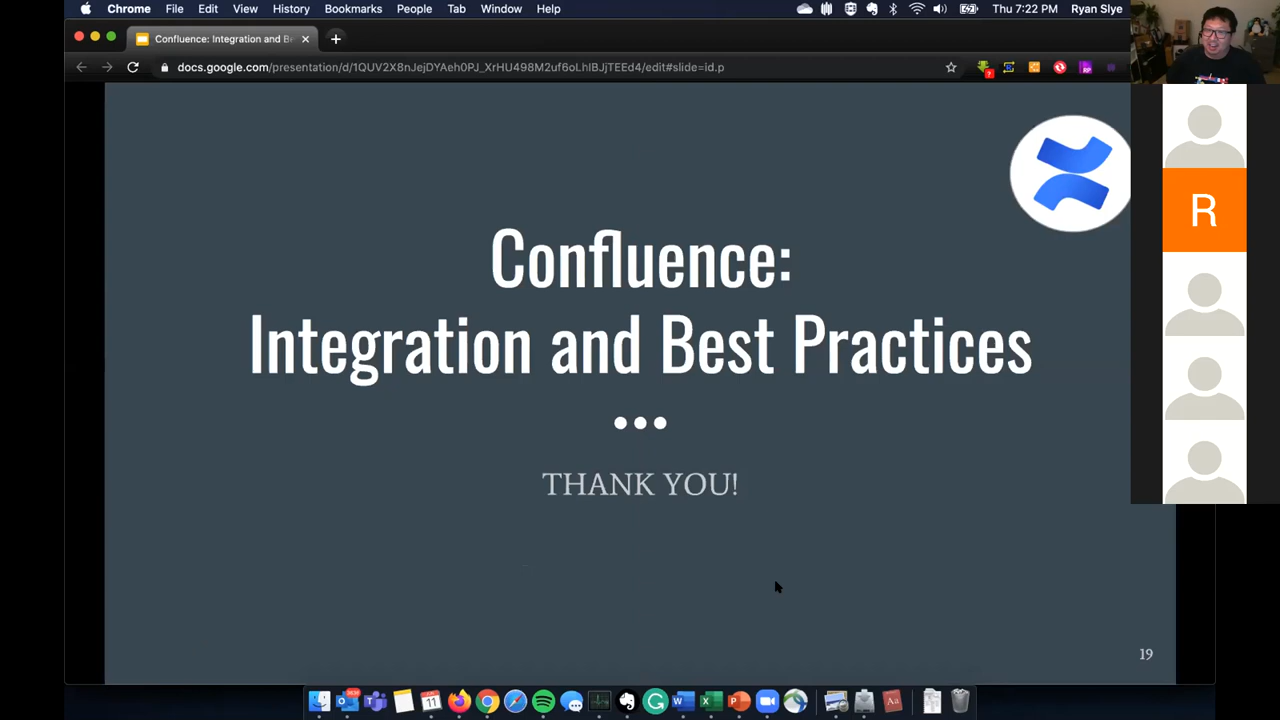 Chrome File Edit View History Bookmarks People Tab Window Help Thu 7:22 PM Ryan Slye
Confluence: Integration and B
docs.google.com/presentation/d/1QUV2X8nJejDYAeh0PJ_XrHU498M2uf6oLhIBJjTEEd4/edit#slide=id.p
R
Confluence:
Integration and Best Practices
THANK YOU!
19
11